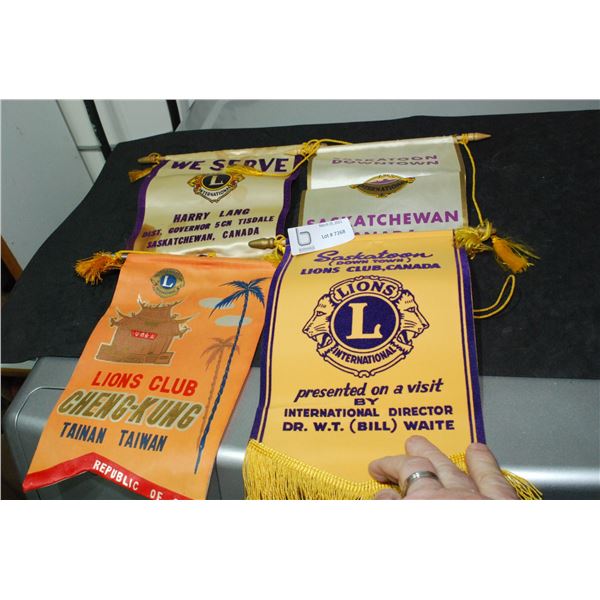 WE SERVE
INTERNATIONAL
HARRY LANG
DIST. GOVERNOR 5CN TISDALE
SASKATCHEWAN, CANADA
SASKATOON
DOWNTOWN
SASKATCHEWAN
b
Lot # 7268
L
LIONS CLUB
CHENG-KUNG
TAINAN TAIWAN
REPUBLIC OF
Saskatoon
(DOWN TOWN)
LIONS CLUB, CANADA
LIONS
L
INTERNATIONAL
presented on a visit
BY
INTERNATIONAL DIRECTOR
DR. W.T. (BILL) WAITE